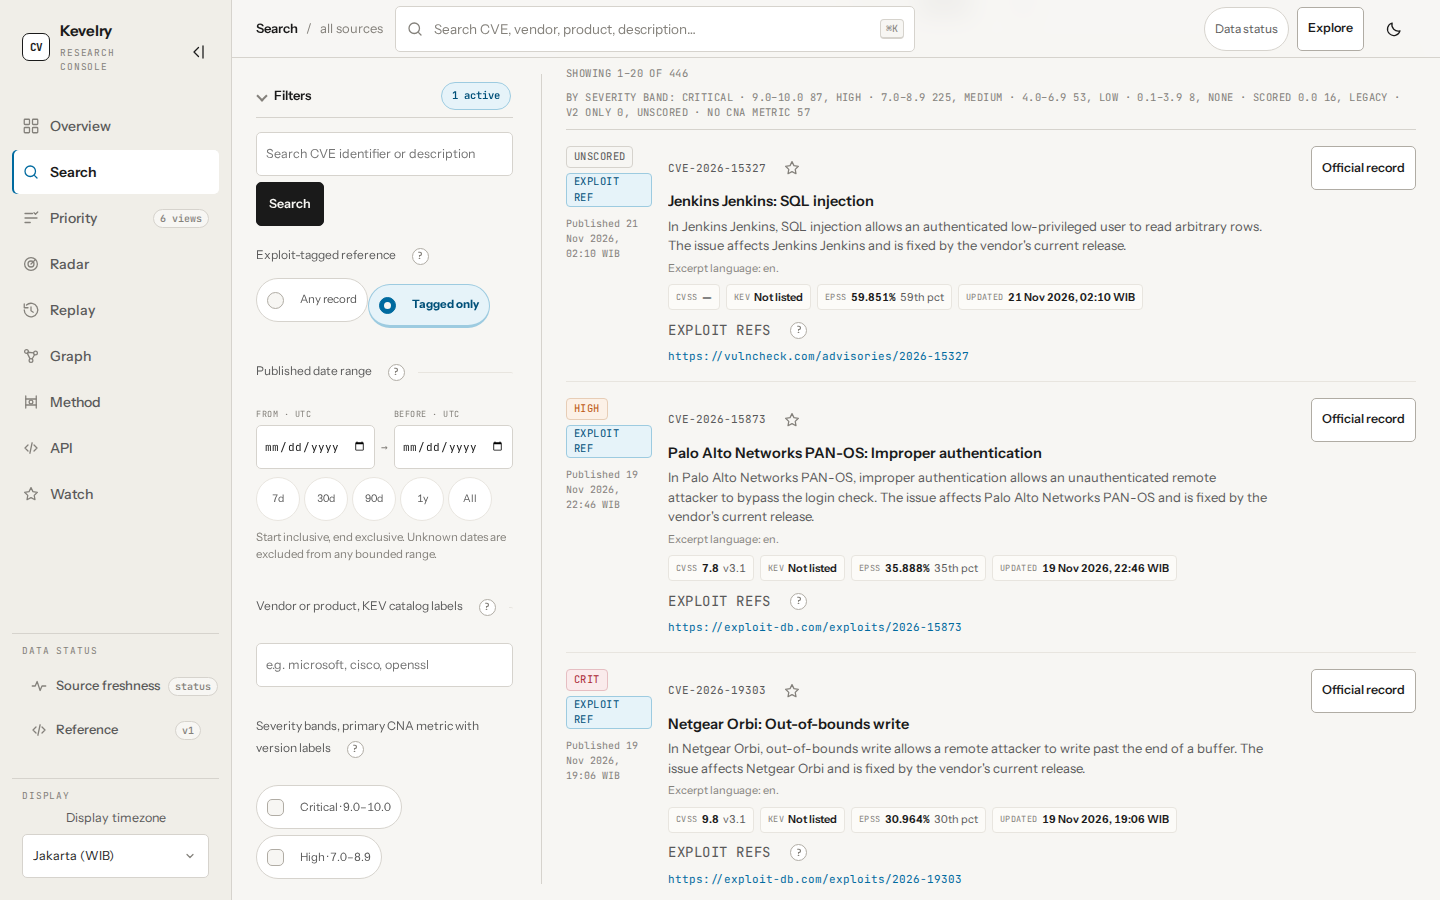 CV
Kevelry
RESEARCH
CONSOLE
Overview
Search
Priority
6 views
Radar
Replay
Graph
Method
API
Watch
DATA STATUS
Source freshness
status
Reference
v1
DISPLAY
Display timezone
Jakarta (WIB)
Search / all sources
Search CVE, vendor, product, description…
⌘K
Data status
Explore
Filters
1 active
Search CVE identifier or description
Search
Exploit-tagged reference ?
Any record
Tagged only
Published date range ?
FROM · UTC
BEFORE · UTC
mm/dd/yyyy → mm/dd/yyyy
7d 30d 90d 1y All
Start inclusive, end exclusive. Unknown dates are
excluded from any bounded range.
Vendor or product, KEV catalog labels ?
e.g. microsoft, cisco, openssl
Severity bands, primary CNA metric with
version labels ?
Critical · 9.0–10.0
High · 7.0–8.9
SHOWING 1–20 OF 446
BY SEVERITY BAND: CRITICAL · 9.0–10.0 87, HIGH · 7.0–8.9 225, MEDIUM · 4.0–6.9 53, LOW · 0.1–3.9 8, NONE · SCORED 0.0 16, LEGACY ·
V2 ONLY 0, UNSCORED · NO CNA METRIC 57
UNSCORED
EXPLOIT
REF
Published 21
Nov 2026,
02:10 WIB
CVE-2026-15327
Official record
Jenkins Jenkins: SQL injection
In Jenkins Jenkins, SQL injection allows an authenticated low-privileged user to read arbitrary rows.
The issue affects Jenkins Jenkins and is fixed by the vendor's current release.
Excerpt language: en.
CVSS —
KEV Not listed
EPSS 59.851% 59th pct
UPDATED 21 Nov 2026, 02:10 WIB
EXPLOIT REFS ?
https://vulncheck.com/advisories/2026-15327
HIGH
EXPLOIT
REF
Published 19
Nov 2026,
22:46 WIB
CVE-2026-15873
Official record
Palo Alto Networks PAN-OS: Improper authentication
In Palo Alto Networks PAN-OS, improper authentication allows an unauthenticated remote
attacker to bypass the login check. The issue affects Palo Alto Networks PAN-OS and is fixed by the
vendor's current release.
Excerpt language: en.
CVSS 7.8 v3.1
KEV Not listed
EPSS 35.888% 35th pct
UPDATED 19 Nov 2026, 22:46 WIB
EXPLOIT REFS ?
https://exploit-db.com/exploits/2026-15873
CRIT
EXPLOIT
REF
Published 19
Nov 2026,
19:06 WIB
CVE-2026-19303
Official record
Netgear Orbi: Out-of-bounds write
In Netgear Orbi, out-of-bounds write allows a remote attacker to write past the end of a buffer. The
issue affects Netgear Orbi and is fixed by the vendor's current release.
Excerpt language: en.
CVSS 9.8 v3.1
KEV Not listed
EPSS 30.964% 30th pct
UPDATED 19 Nov 2026, 19:06 WIB
EXPLOIT REFS ?
https://exploit-db.com/exploits/2026-19303